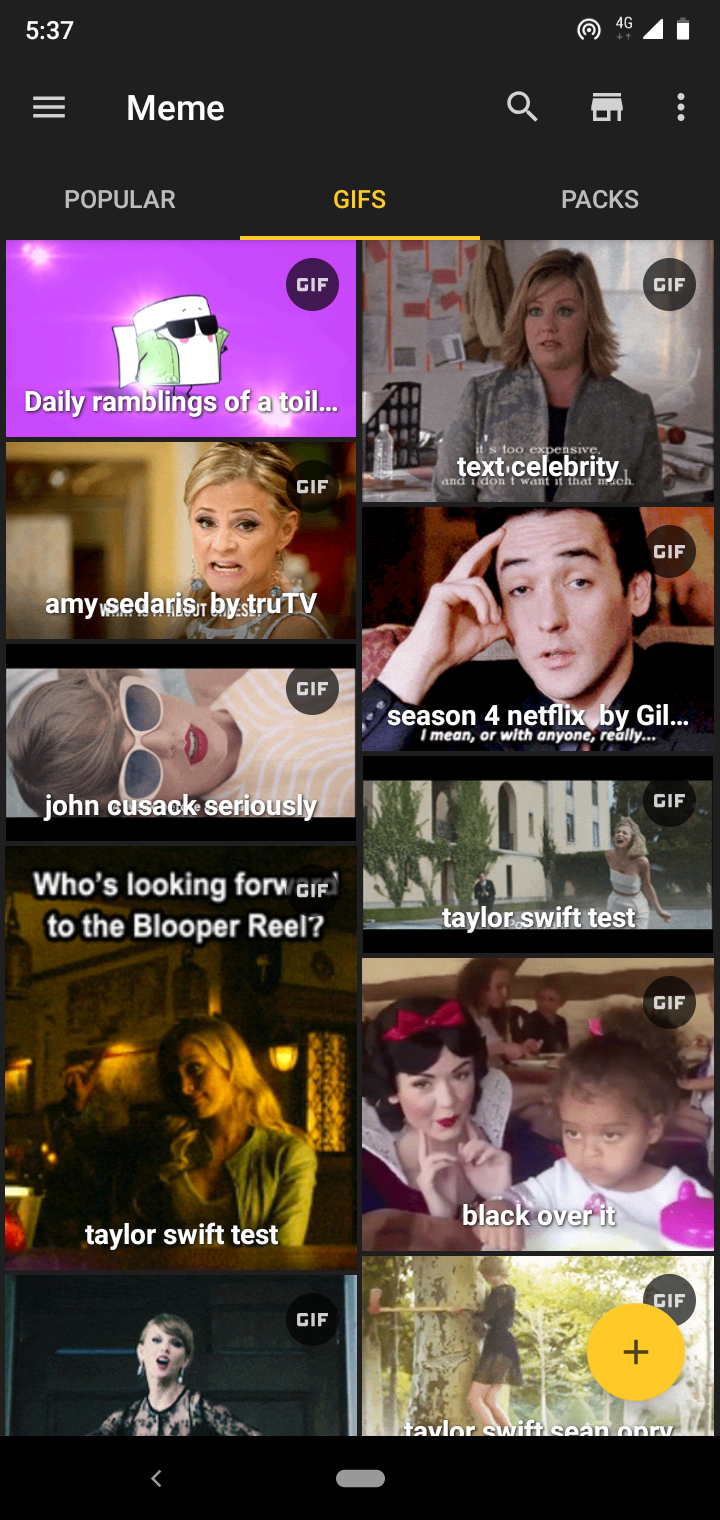 5:37
4G
Meme
POPULAR
GIFS
PACKS
GIF
Daily ramblings of a toil...
GIF
it's too expensive,
text celebrity
and i don't want it that much.
GIF
amy sedaris by truTV
GIF
season 4 netflix by Gil...
I mean, or with anyone, really...
GIF
john cusack seriously
GIF
taylor swift test
Who's looking forward
GIF
to the Blooper Reel?
taylor swift test
GIF
black over it
GIF
GIF
taylor swift sean opry